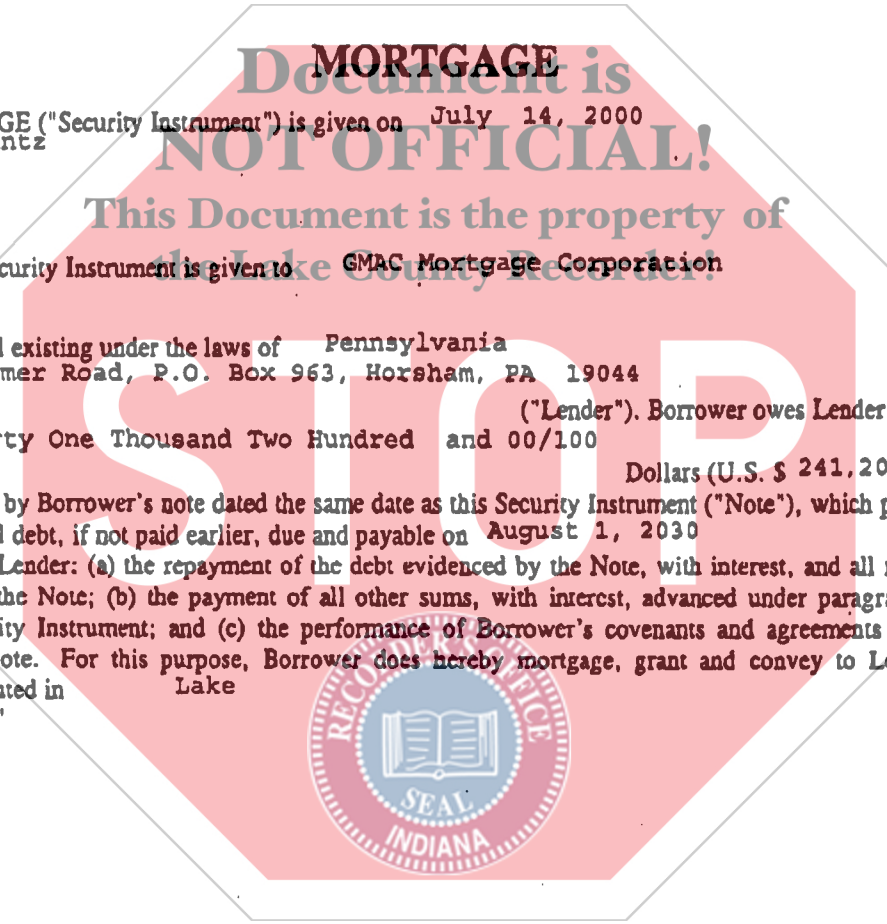 MORTGAGE
Document is
GE ("Security Instrument") is given on July 14, 2000
ntz
NOT OFFICIAL!
This Document is the property of
curity Instrument is given to GMAC Mortgage Corporation
the Lake County Recorder!
existing under the laws of Pennsylvania
mer Road, P.O. Box 963, Horsham, PA 19044
("Lender"). Borrower owes Lender
rty One Thousand Two Hundred and 00/100
Dollars (U.S. $ 241,20
by Borrower's note dated the same date as this Security Instrument ("Note"), which p
debt, if not paid earlier, due and payable on August 1, 2030
Lender: (a) the repayment of the debt evidenced by the Note, with interest, and all
the Note; (b) the payment of all other sums, with interest, advanced under paragra
ity Instrument; and (c) the performance of Borrower's covenants and agreements
ote. For this purpose, Borrower does hereby mortgage, grant and convey to Le
ted in Lake
STOP
RECORDER'S OFFICE
SEAL
INDIANA